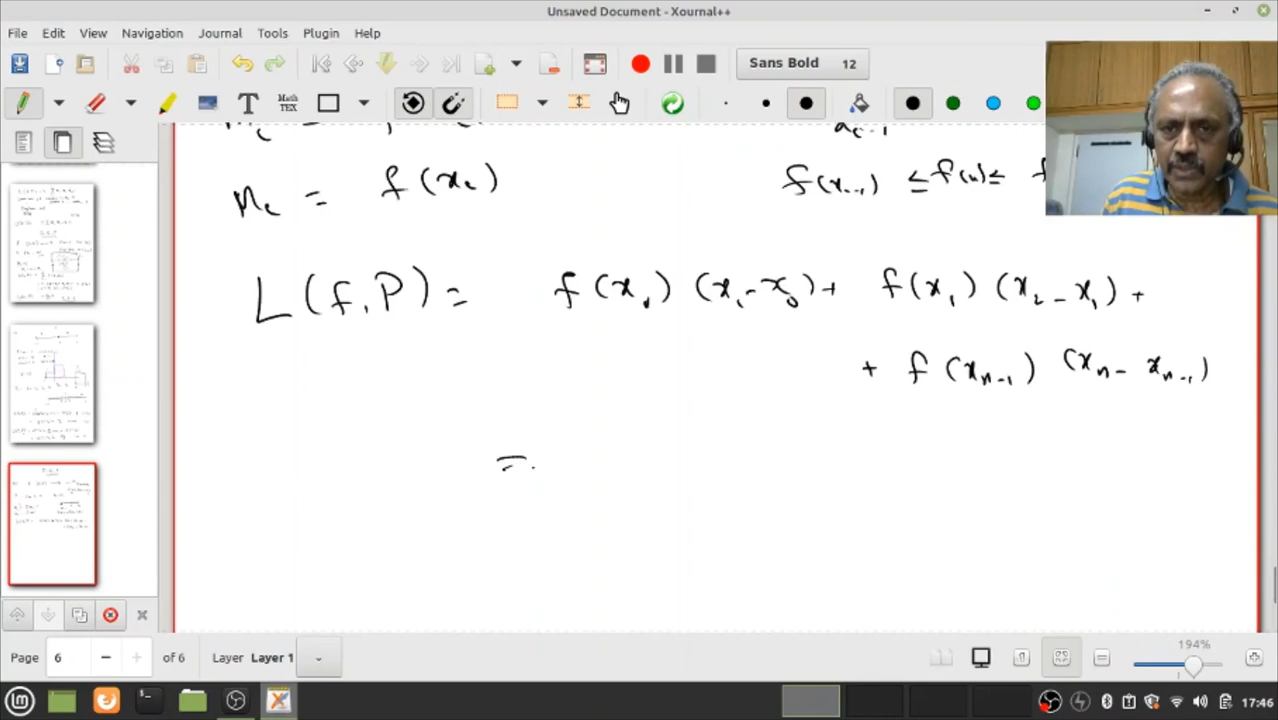 Unsaved Document - Xournal++
File Edit View Navigation Journal Tools Plugin Help
Sans Bold 12
Math TEX
= f(x_i)
f(x_{i-1}) ≤ f(x) ≤ f
L(f, P) = f(x_0) (x_1 - x_0) + f(x_1) (x_2 - x_1) +
+ f(x_{n-1}) (x_n - x_{n-1})
=
Page 6 of 6 Layer Layer 1 194%
17:46